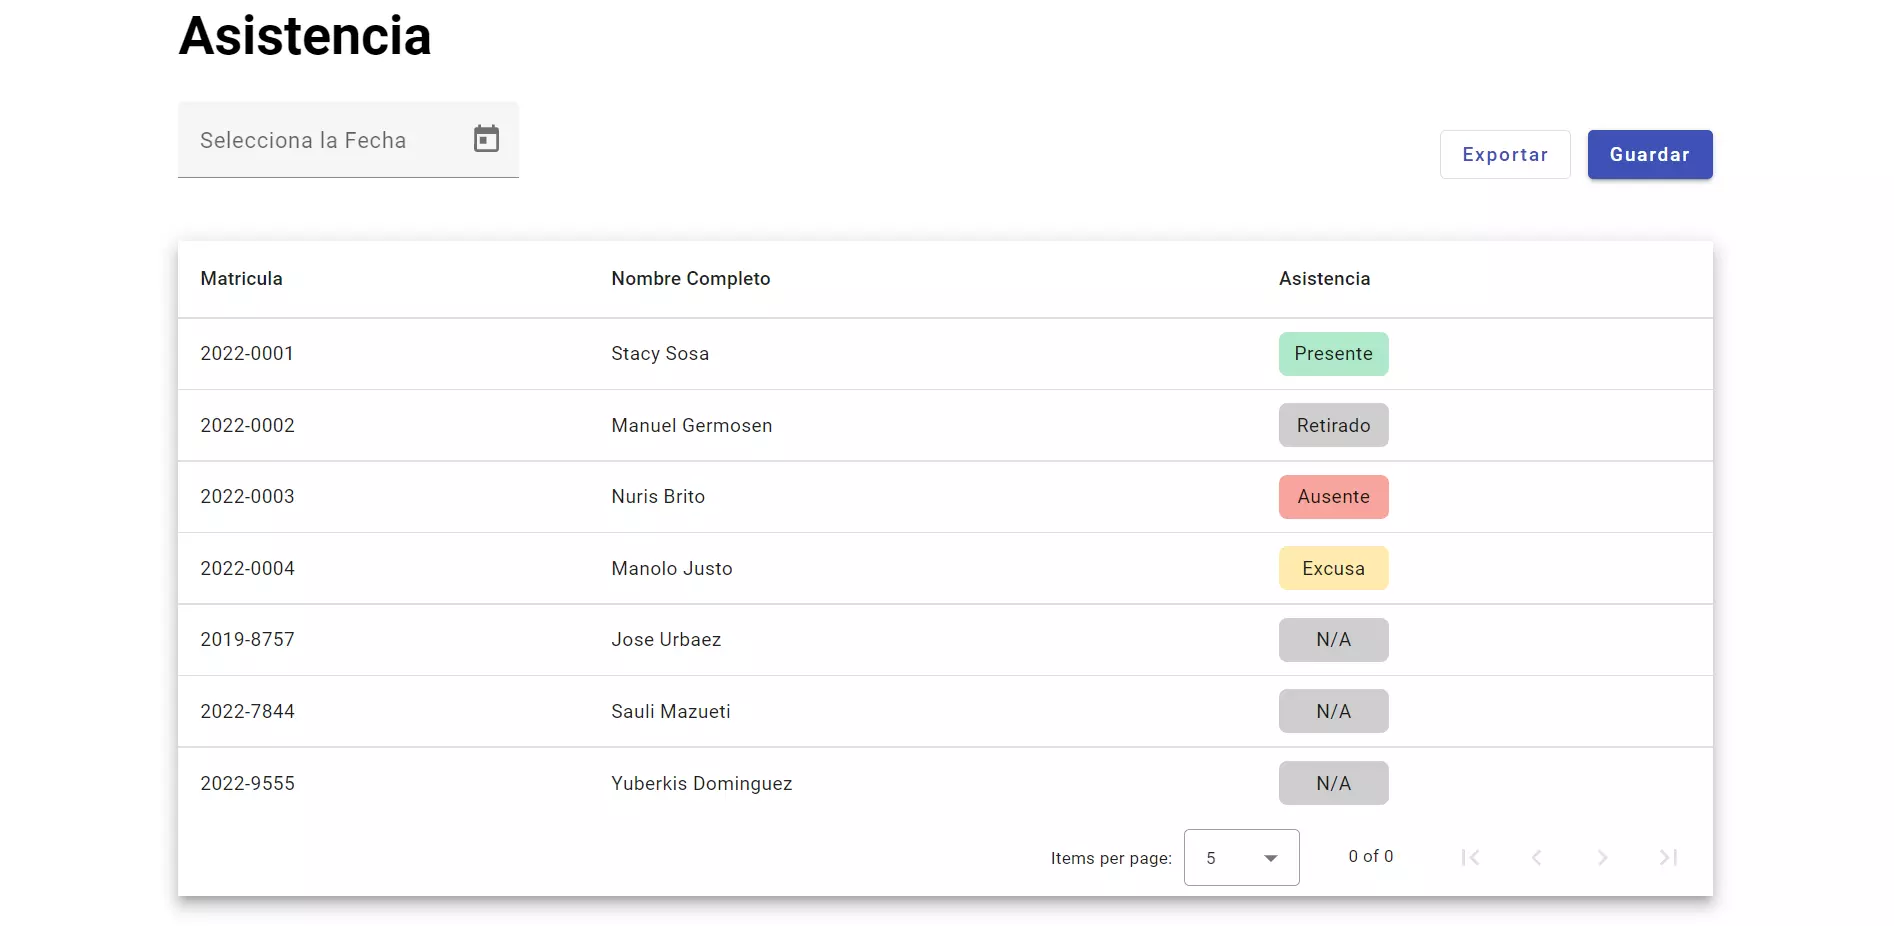 Asistencia
Selecciona la Fecha
Exportar Guardar
Matricula Nombre Completo Asistencia
2022-0001 Stacy Sosa Presente
2022-0002 Manuel Germosen Retirado
2022-0003 Nuris Brito Ausente
2022-0004 Manolo Justo Excusa
2019-8757 Jose Urbaez N/A
2022-7844 Sauli Mazueti N/A
2022-9555 Yuberkis Dominguez N/A
Items per page: 5 0 of 0